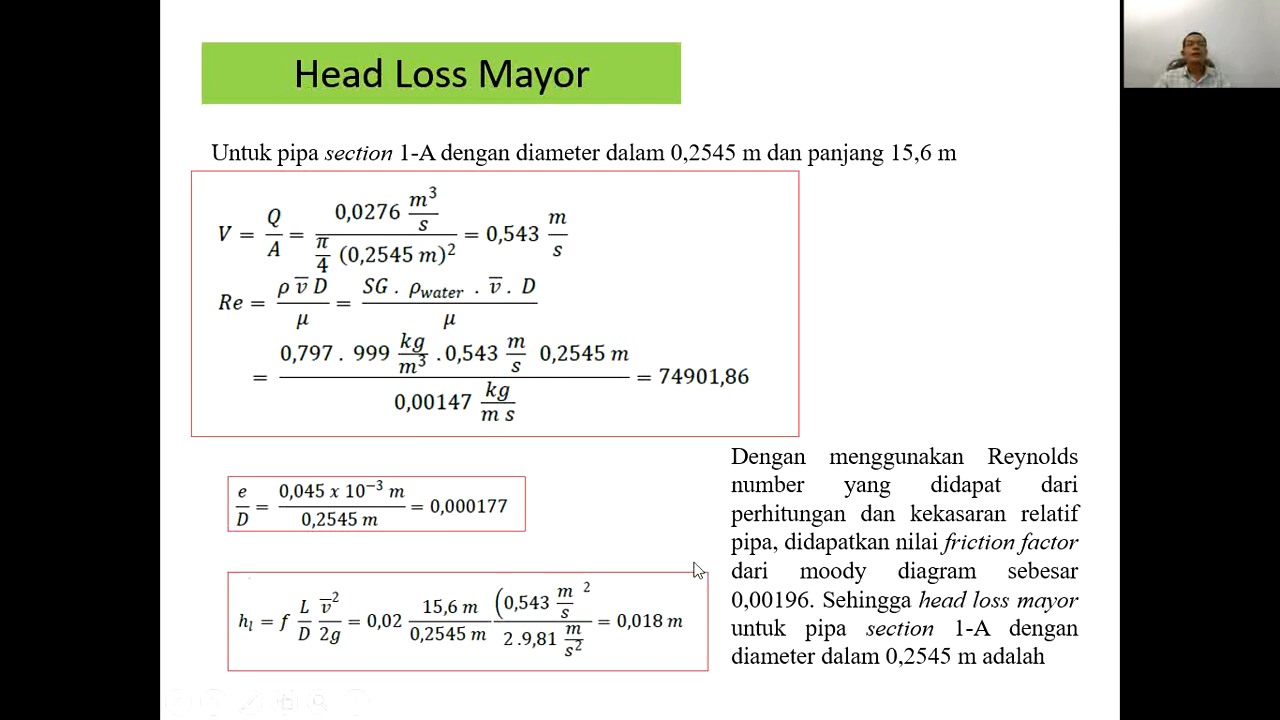 Head Loss Mayor
Untuk pipa section 1-A dengan diameter dalam 0,2545 m dan panjang 15,6 m
V = Q/A = 0,0276 m³/s / π/4 (0,2545 m)² = 0,543 m/s
Re = ρ v̅ D / μ = SG . ρwater . v̅ . D / μ
= 0,797 . 999 kg/m³ . 0,543 m/s 0,2545 m / 0,00147 kg/m s = 74901,86
e/D = 0,045 x 10⁻³ m / 0,2545 m = 0,000177
hₗ = f L/D v̅²/2g = 0,02 15,6 m / 0,2545 m (0,543 m/s ² / 2 .9,81 m/s² = 0,018 m
Dengan menggunakan Reynolds
number yang didapat dari
perhitungan dan kekasaran relatif
pipa, didapatkan nilai friction factor
dari moody diagram sebesar
0,00196. Sehingga head loss mayor
untuk pipa section 1-A dengan
diameter dalam 0,2545 m adalah